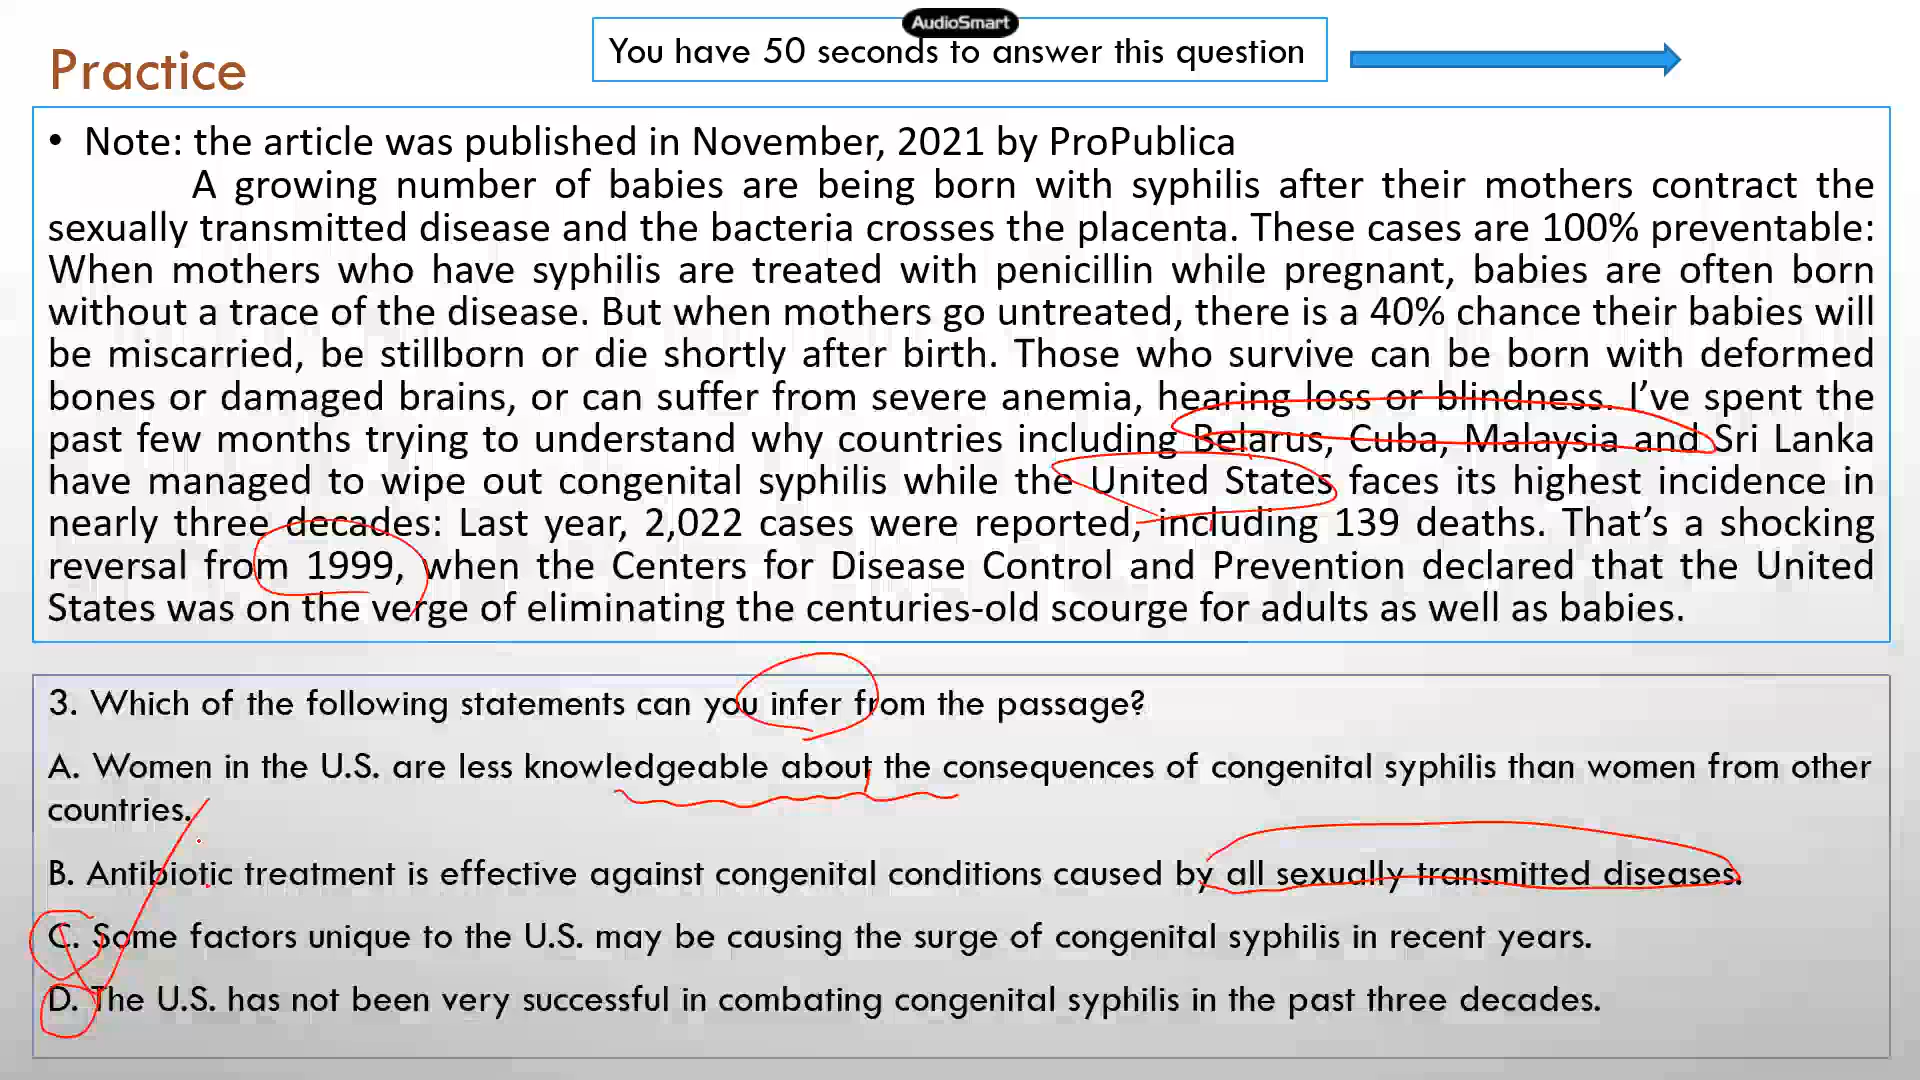 AudioSmart
You have 50 seconds to answer this question
Practice
• Note: the article was published in November, 2021 by ProPublica
A growing number of babies are being born with syphilis after their mothers contract the
sexually transmitted disease and the bacteria crosses the placenta. These cases are 100% preventable:
When mothers who have syphilis are treated with penicillin while pregnant, babies are often born
without a trace of the disease. But when mothers go untreated, there is a 40% chance their babies will
be miscarried, be stillborn or die shortly after birth. Those who survive can be born with deformed
bones or damaged brains, or can suffer from severe anemia, hearing loss or blindness. I’ve spent the
past few months trying to understand why countries including Belarus, Cuba, Malaysia and Sri Lanka
have managed to wipe out congenital syphilis while the United States faces its highest incidence in
nearly three decades: Last year, 2,022 cases were reported, including 139 deaths. That’s a shocking
reversal from 1999, when the Centers for Disease Control and Prevention declared that the United
States was on the verge of eliminating the centuries-old scourge for adults as well as babies.
3. Which of the following statements can you infer from the passage?
A. Women in the U.S. are less knowledgeable about the consequences of congenital syphilis than women from other
countries.
B. Antibiotic treatment is effective against congenital conditions caused by all sexually transmitted diseases.
C. Some factors unique to the U.S. may be causing the surge of congenital syphilis in recent years.
D. The U.S. has not been very successful in combating congenital syphilis in the past three decades.